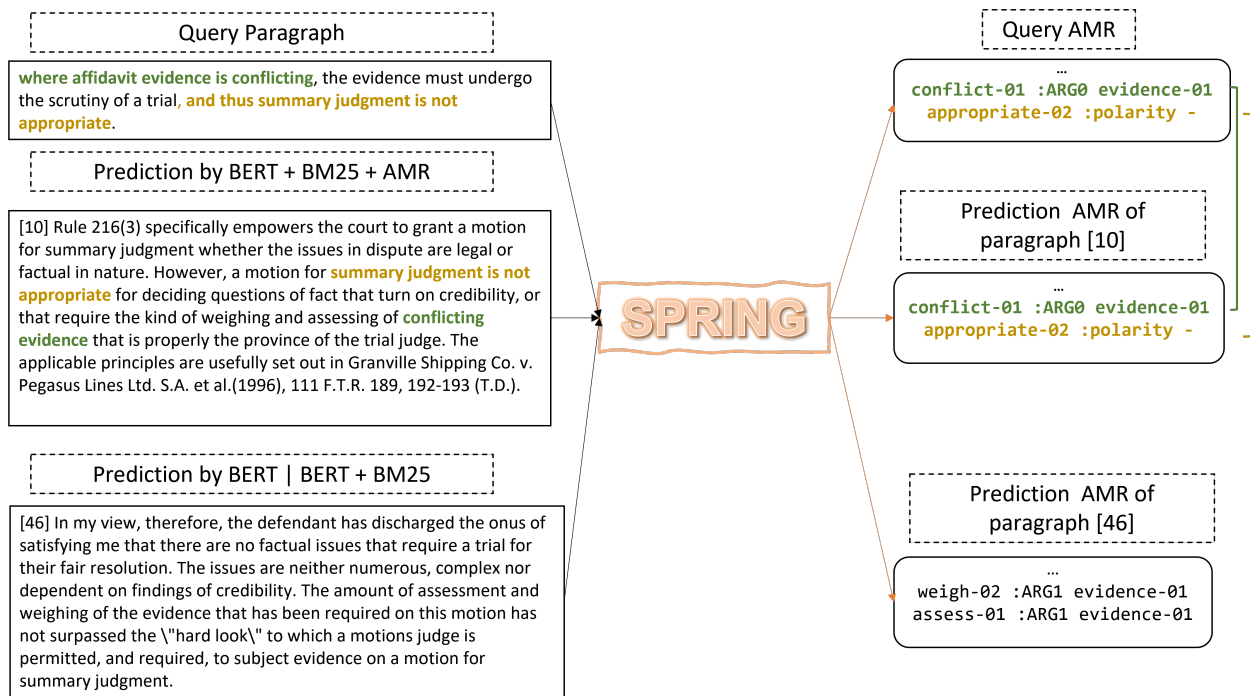 Query Paragraph
where affidavit evidence is conflicting, the evidence must undergo
the scrutiny of a trial, and thus summary judgment is not
appropriate.
Prediction by BERT + BM25 + AMR
[10] Rule 216(3) specifically empowers the court to grant a motion
for summary judgment whether the issues in dispute are legal or
factual in nature. However, a motion for summary judgment is not
appropriate for deciding questions of fact that turn on credibility, or
that require the kind of weighing and assessing of conflicting
evidence that is properly the province of the trial judge. The
applicable principles are usefully set out in Granville Shipping Co. v.
Pegasus Lines Ltd. S.A. et al.(1996), 111 F.T.R. 189, 192-193 (T.D.).
Prediction by BERT | BERT + BM25
[46] In my view, therefore, the defendant has discharged the onus of
satisfying me that there are no factual issues that require a trial for
their fair resolution. The issues are neither numerous, complex nor
dependent on findings of credibility. The amount of assessment and
weighing of the evidence that has been required on this motion has
not surpassed the \"hard look\" to which a motions judge is
permitted, and required, to subject evidence on a motion for
summary judgment.
SPRING
Query AMR
…
conflict-01 :ARG0 evidence-01
appropriate-02 :polarity -
Prediction AMR of
paragraph [10]
…
conflict-01 :ARG0 evidence-01
appropriate-02 :polarity -
Prediction AMR of
paragraph [46]
…
weigh-02 :ARG1 evidence-01
assess-01 :ARG1 evidence-01